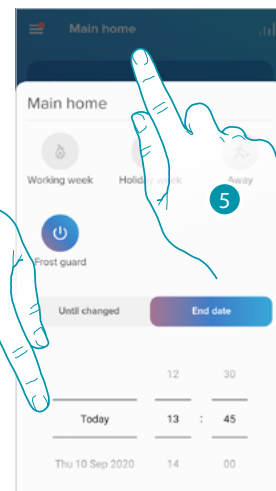 Main home
Main home
Working week Holiday week Away
5
Frost guard
Until changed End date
12 30
Today 13 : 45
Thu 10 Sep 2020 14 00